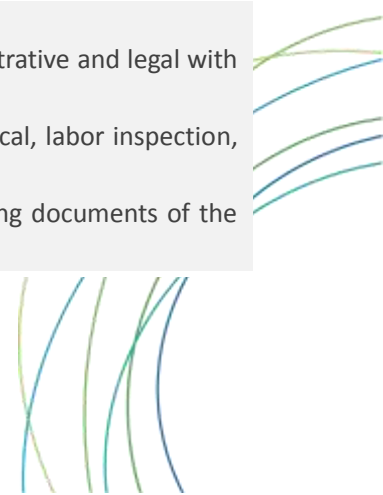 trative and legal with
cal, labor inspection,
ng documents of the